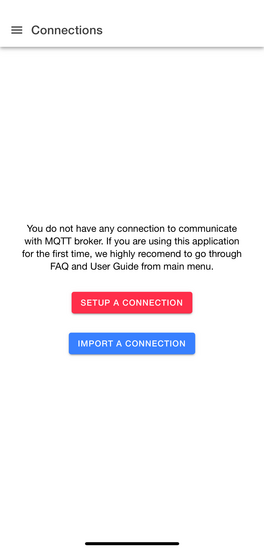 Connections
You do not have any connection to communicate
with MQTT broker. If you are using this application
for the first time, we highly recomend to go through
FAQ and User Guide from main menu.
SETUP A CONNECTION
IMPORT A CONNECTION